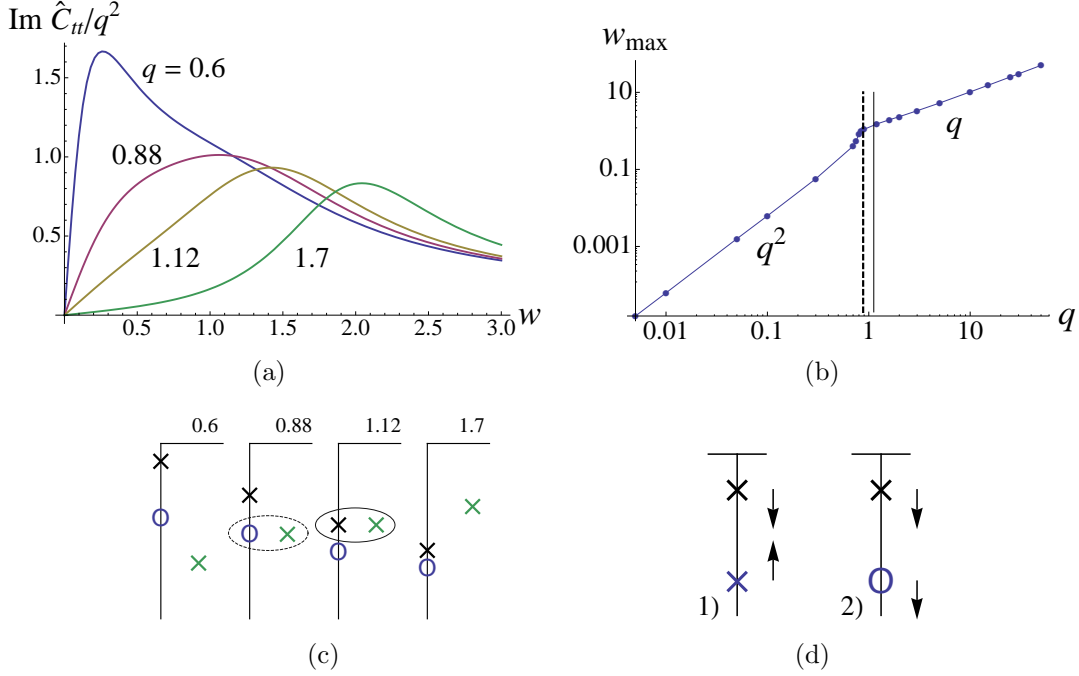 Im Ĉ_tt/q²
1.5
1.0
0.5
q = 0.6
0.88
1.12
1.7
0.5 1.0 1.5 2.0 2.5 3.0 w
(a)
w_max
10
0.1
0.001
q²
q
0.01 0.1 1 10 q
(b)
0.6 0.88 1.12 1.7
(c)
1) 2)
(d)